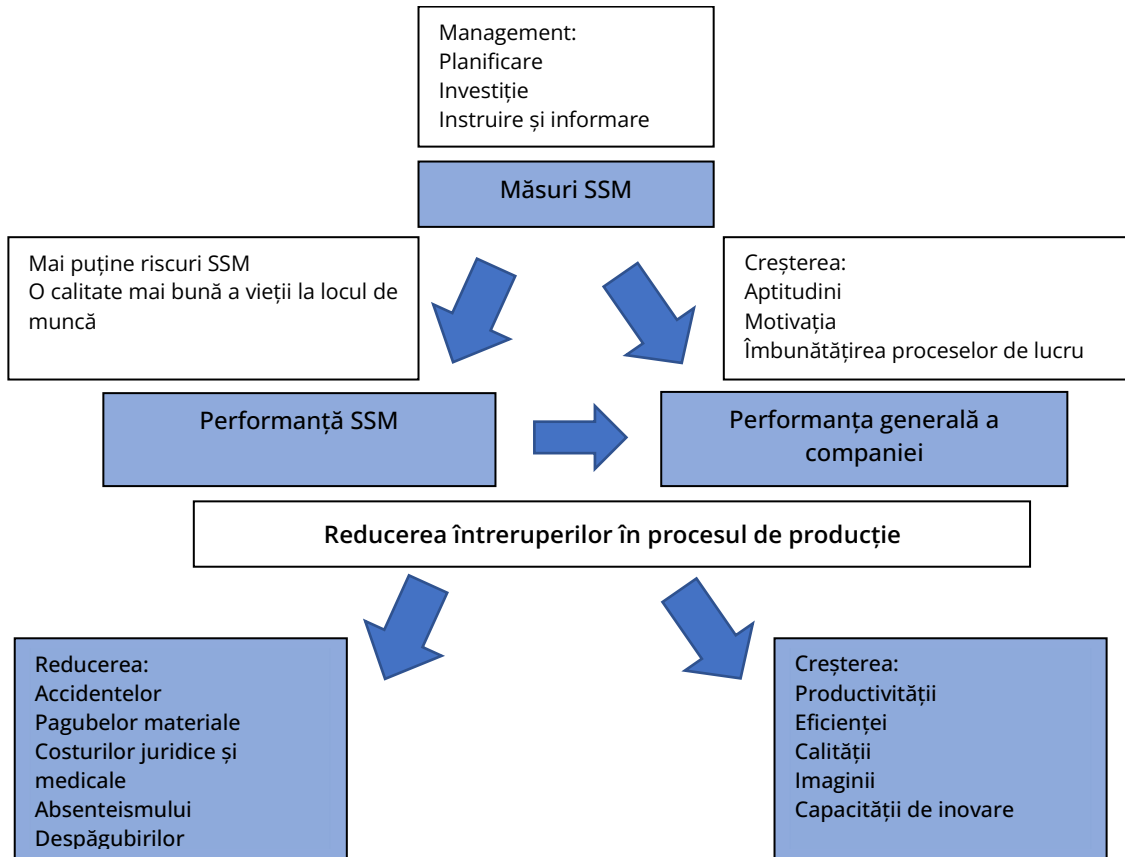 Management:
Planificare
Investiție
Instruire și informare
Măsuri SSM
Mai puține riscuri SSM
O calitate mai bună a vieții la locul de
muncă
Creșterea:
Aptitudini
Motivația
Îmbunătățirea proceselor de lucru
Performanță SSM
Performanța generală a
companiei
Reducerea întreruperilor în procesul de producție
Reducerea:
Accidentelor
Pagubelor materiale
Costurilor juridice și
medicale
Absenteismului
Despăgubirilor
Creșterea:
Productivității
Eficienței
Calității
Imaginii
Capacității de inovare